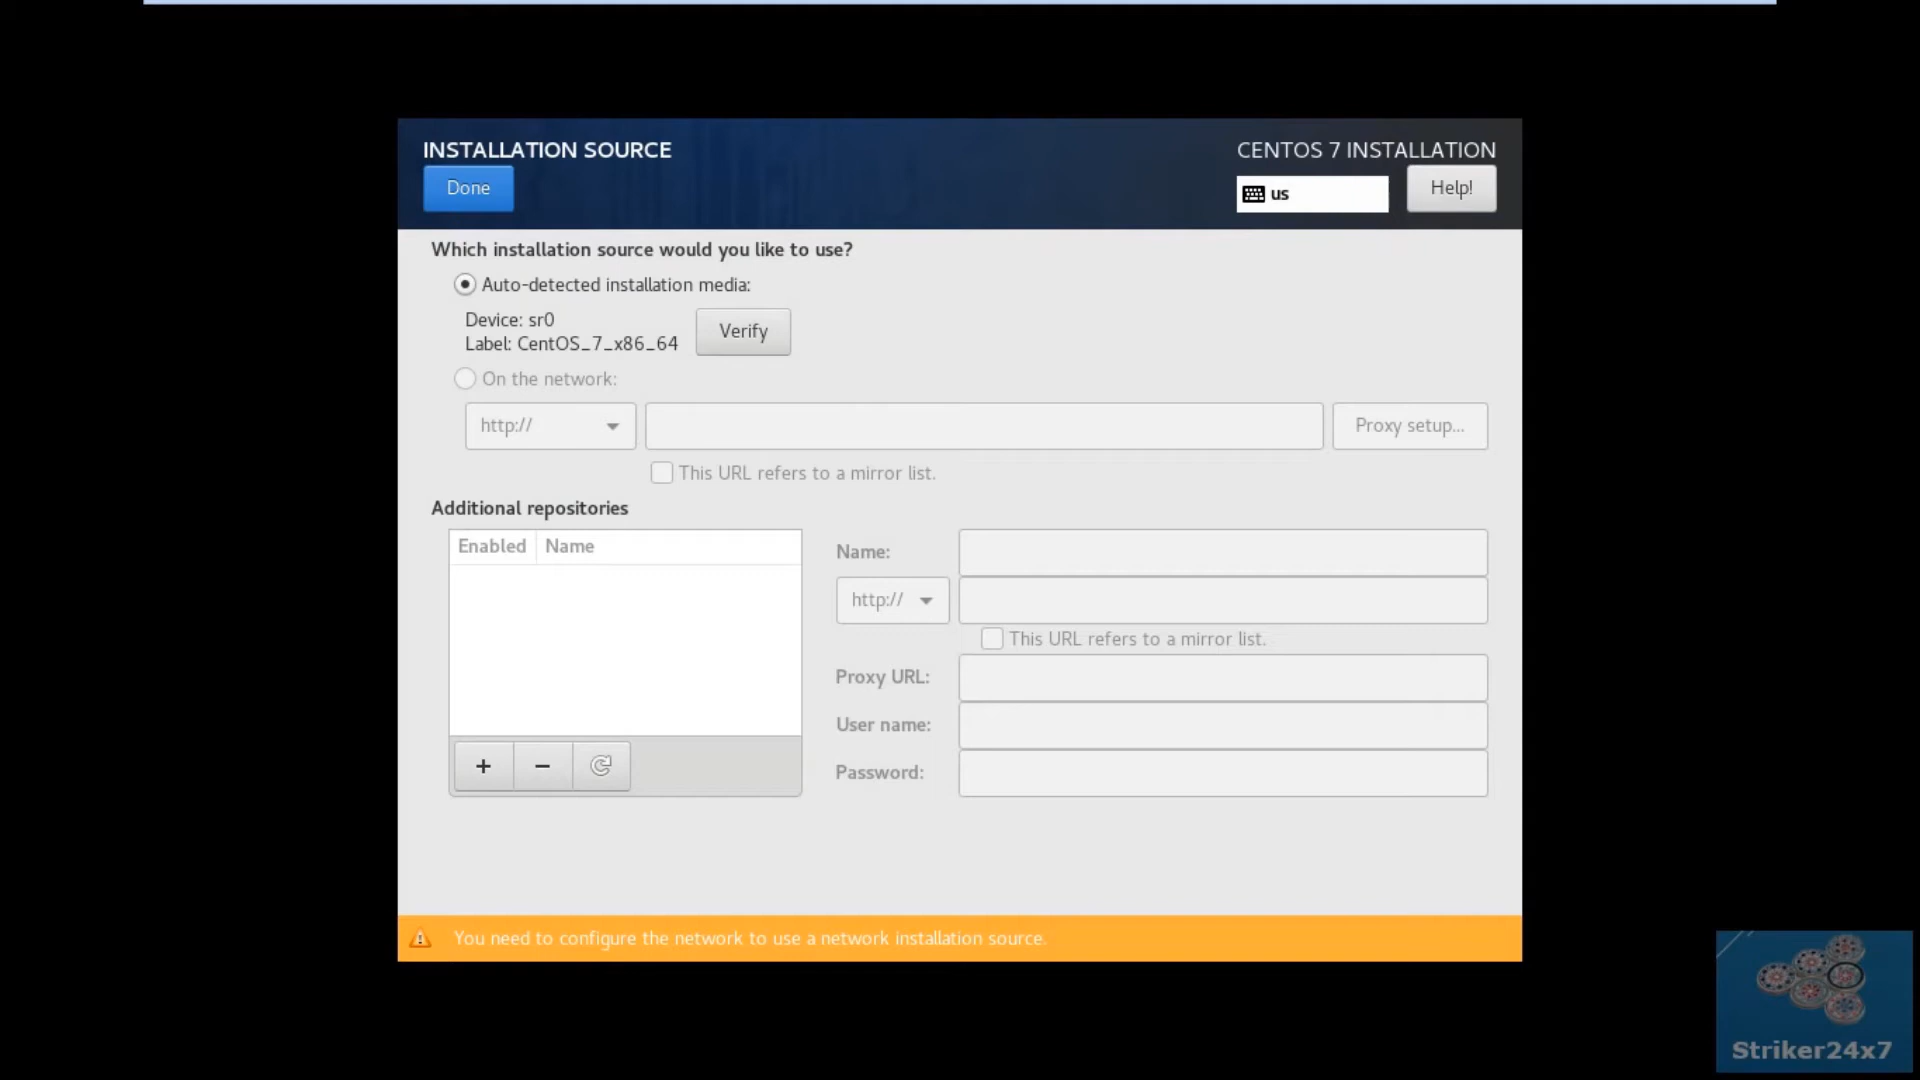 INSTALLATION SOURCE
CENTOS 7 INSTALLATION
Done
us
Help!
Which installation source would you like to use?
Auto-detected installation media:
Device: sr0
Label: CentOS_7_x86_64
Verify
On the network:
http://
Proxy setup...
This URL refers to a mirror list.
Additional repositories
Enabled Name
Name:
http://
This URL refers to a mirror list.
Proxy URL:
User name:
Password:
You need to configure the network to use a network installation source.
Striker24x7